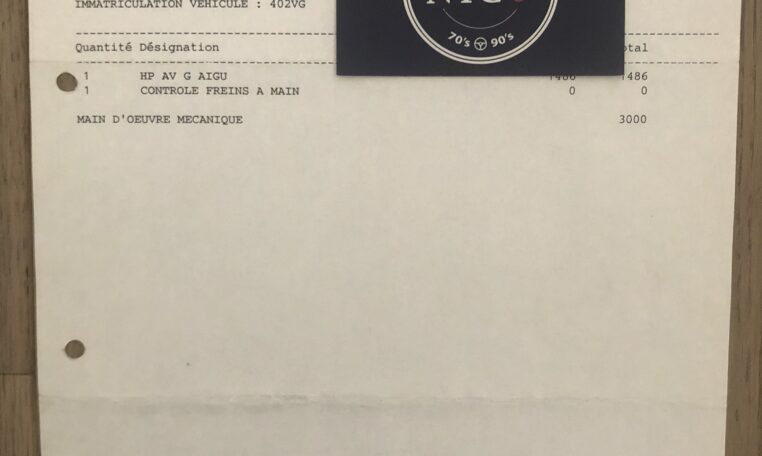 IMMATRICULATION VEHICULE : 402VG
70's 90's
Quantité Désignation
1 HP AV G AIGU 1486 1486
1 CONTROLE FREINS A MAIN 0 0
MAIN D'OEUVRE MECANIQUE 3000